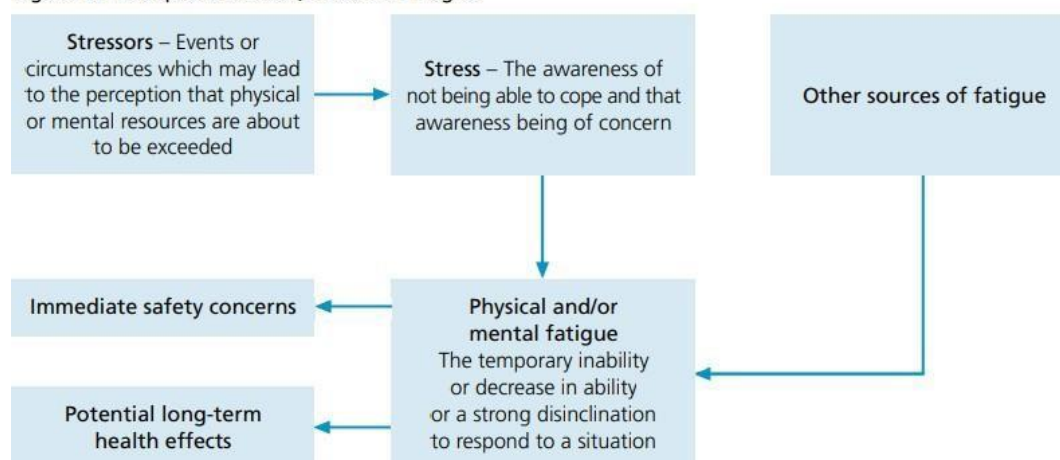 Stressors – Events or
circumstances which may lead
to the perception that physical
or mental resources are about
to be exceeded
Stress – The awareness of
not being able to cope and that
awareness being of concern
Other sources of fatigue
Immediate safety concerns
Physical and/or
mental fatigue
The temporary inability
or decrease in ability
or a strong disinclination
to respond to a situation
Potential long-term
health effects